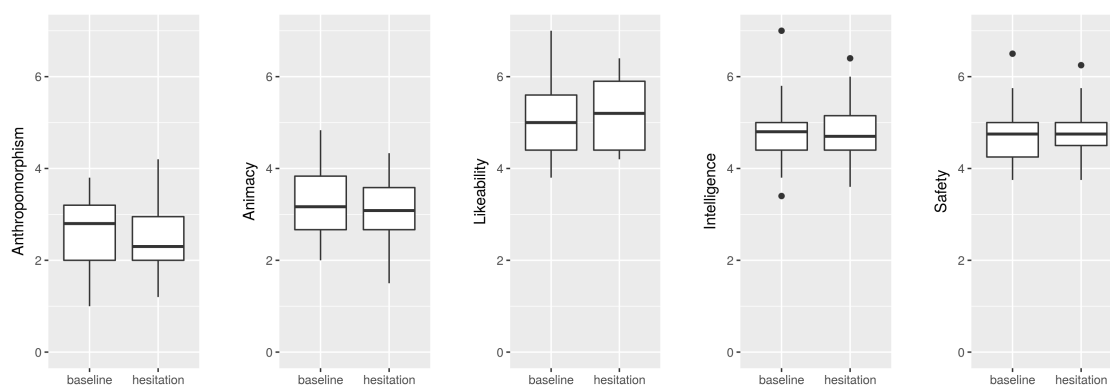 Anthropomorphism
6
4
2
0
baseline hesitation
Animacy
6
4
2
0
baseline hesitation
Likeability
6
4
2
0
baseline hesitation
Intelligence
6
4
2
0
baseline hesitation
Safety
6
4
2
0
baseline hesitation